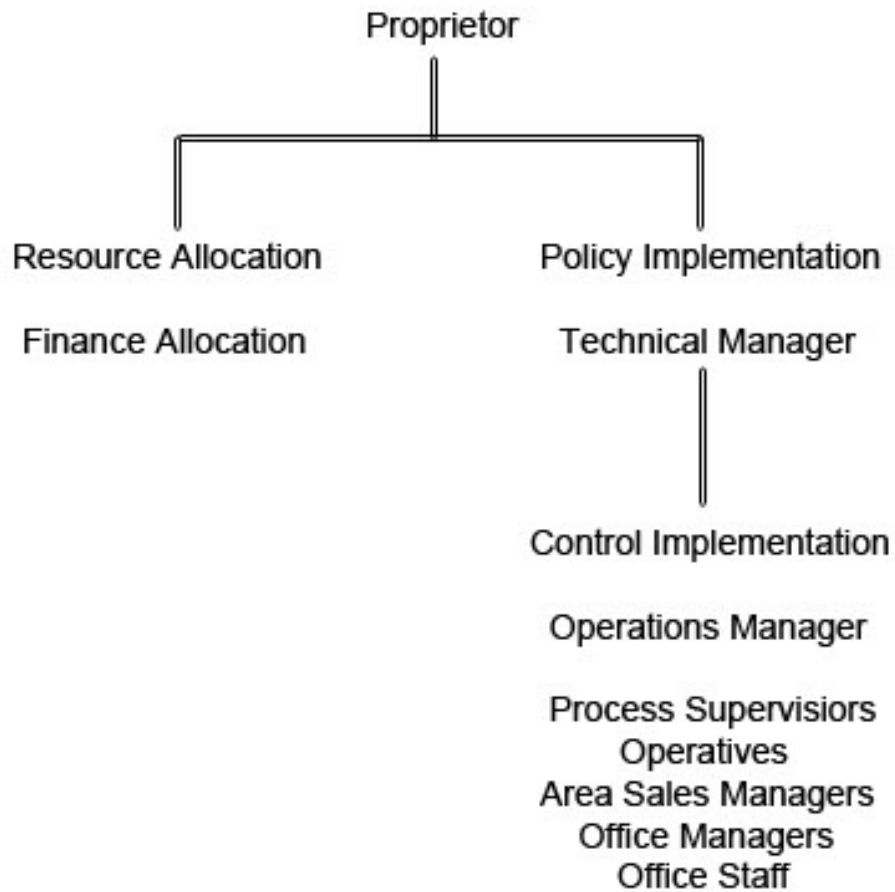 Proprietor
Resource Allocation
Policy Implementation
Finance Allocation
Technical Manager
Control Implementation
Operations Manager
Process Supervisiors
Operatives
Area Sales Managers
Office Managers
Office Staff